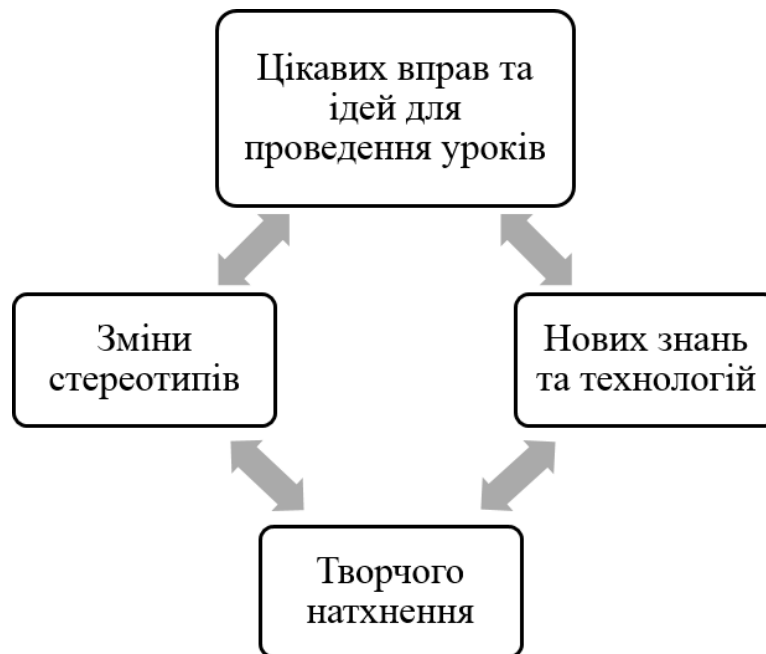 Цікавих вправ та
ідей для
проведення уроків
Зміни
стереотипів
Нових знань
та технологій
Творчого
натхнення